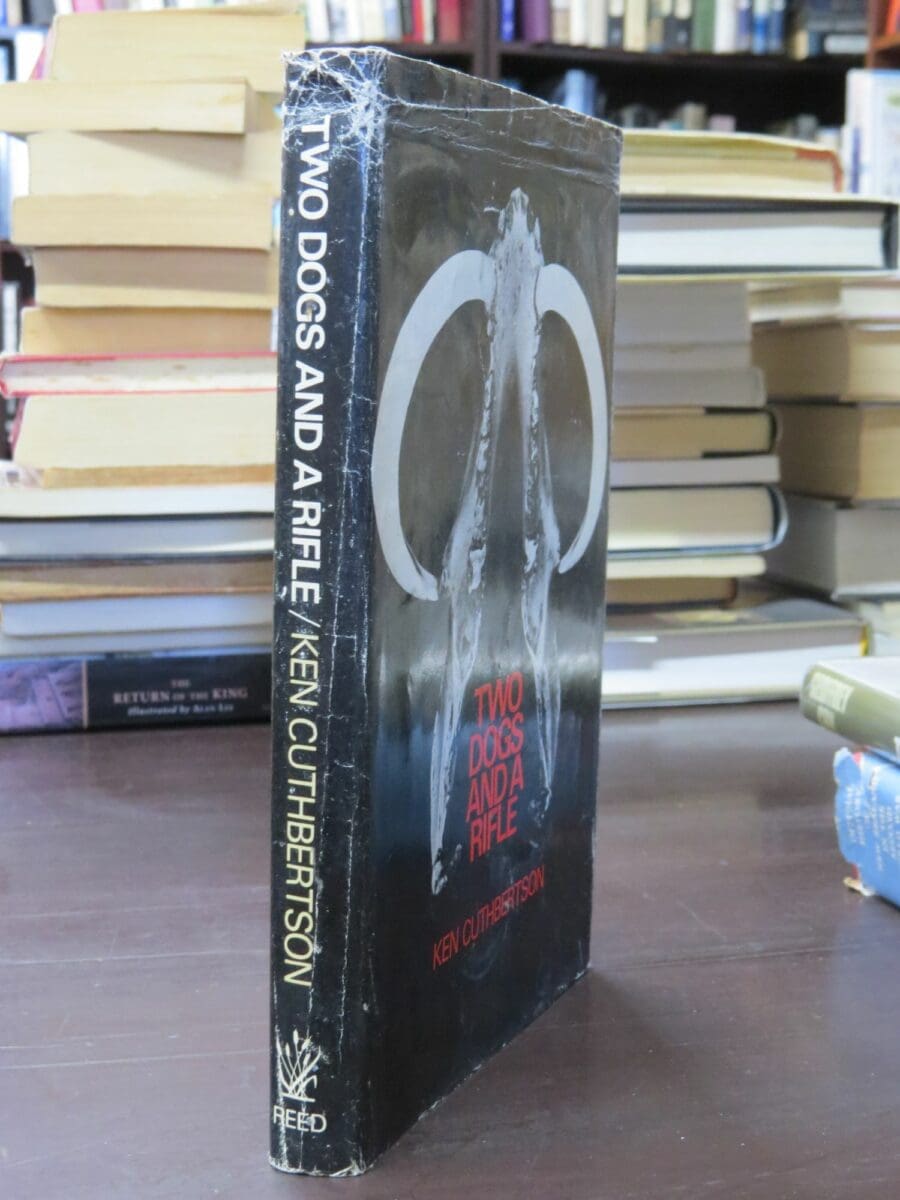 TWO DOGS AND A RIFLE / KEN CUTHBERTSON
REED
TWO
DOGS
AND A
RIFLE
KEN CUTHBERTSON
THE
RETURN OF THE KING
Illustrated by ALAN LEE